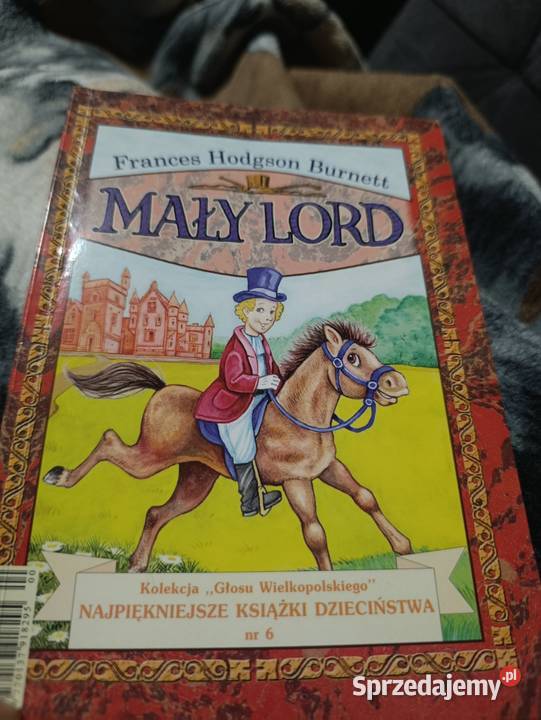 Frances Hodgson Burnett
MAŁY LORD
Kolekcja „Głosu Wielkopolskiego"
NAJPIĘKNIEJSZE KSIĄŻKI DZIECIŃSTWA
nr 6
Sprzedajemy.pl